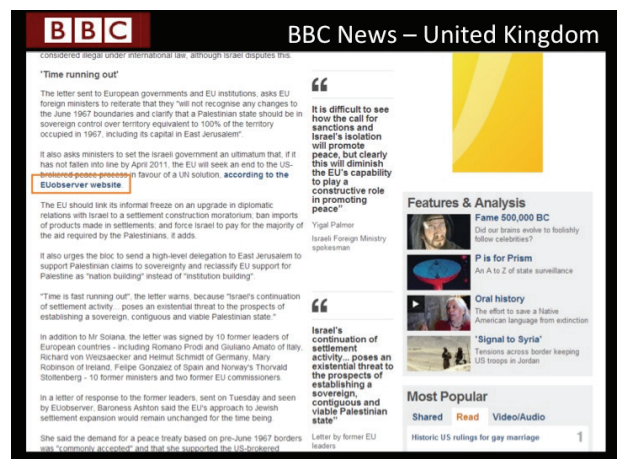 BBC
BBC News – United Kingdom
considered illegal under international law, although Israel disputes this.
'Time running out'
The letter sent to European governments and EU institutions, asks EU
foreign ministers to reiterate that they "will not recognise any changes to
the June 1967 boundaries and clarify that a Palestinian state should be in
sovereign control over territory equivalent to 100% of the territory
occupied in 1967, including its capital in East Jerusalem".
It also asks ministers to set the Israeli government an ultimatum that, if it
has not fallen into line by April 2011, the EU will seek an end to the US-
brokered peace process in favour of a UN solution, according to the
EUobserver website.
The EU should link its informal freeze on an upgrade in diplomatic
relations with Israel to a settlement construction moratorium; ban imports
of products made in settlements; and force Israel to pay for the majority of
the aid required by the Palestinians, it adds.
It also urges the bloc to send a high-level delegation to East Jerusalem to
support Palestinian claims to sovereignty and reclassify EU support for
Palestine as "nation building" instead of "institution building".
"Time is fast running out", the letter warns, because "Israel's continuation
of settlement activity... poses an existential threat to the prospects of
establishing a sovereign, contiguous and viable Palestinian state."
In addition to Mr Solana, the letter was signed by 10 former leaders of
European countries - including Romano Prodi and Giuliano Amato of Italy,
Richard von Weizsaecker and Helmut Schmidt of Germany, Mary
Robinson of Ireland, Felipe Gonzalez of Spain and Norway's Thorvald
Stoltenberg - 10 former ministers and two former EU commissioners.
In a letter of response to the former leaders, sent on Tuesday and seen
by EUobserver, Baroness Ashton said the EU's approach to Jewish
settlement expansion would remain unchanged for the time being.
She said the demand for a peace treaty based on pre-June 1967 borders
was "commonly accepted" and that she supported the US-brokered
“
It is difficult to see
how the call for
sanctions and
Israel's isolation
will promote
peace, but clearly
this will diminish
the EU's capability
to play a
constructive role
in promoting
peace”
Yigal Palmor
Israeli Foreign Ministry
spokesman
“
Israel's
continuation of
settlement
activity... poses an
existential threat to
the prospects of
establishing a
sovereign,
contiguous and
viable Palestinian
state”
Letter by former EU
leaders
Features & Analysis
Fame 500,000 BC
Did our brains evolve to foolishly
follow celebrities?
P is for Prism
An A to Z of state surveillance
Oral history
The effort to save a Native
American language from extinction
'Signal to Syria'
Tensions across border keeping
US troops in Jordan
Most Popular
Shared Read Video/Audio
Historic US rulings for gay marriage 1